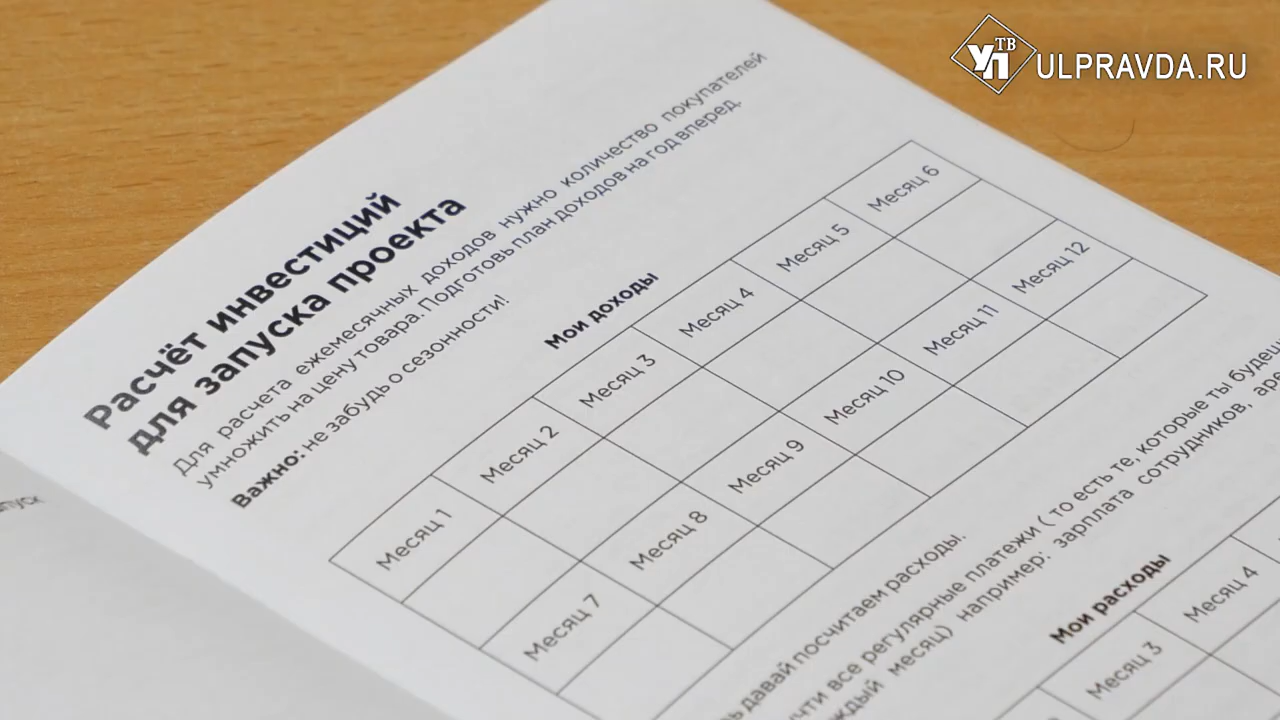 УП ТВ ULPRAVDA.RU
Расчёт инвестиций
для запуска проекта
Для расчета ежемесячных доходов нужно количество покупателей
умножить на цену товара. Подготовь план доходов на год вперед.
Важно: не забудь о сезонности!
Мои доходы
Месяц 1 Месяц 2 Месяц 3 Месяц 4 Месяц 5 Месяц 6
Месяц 7 Месяц 8 Месяц 9 Месяц 10 Месяц 11 Месяц 12
давай посчитаем расходы.
все регулярные платежи ( то есть те, которые ты будешь
месяц) например: зарплата сотрудников,
Мои расходы
Месяц 3 Месяц 4